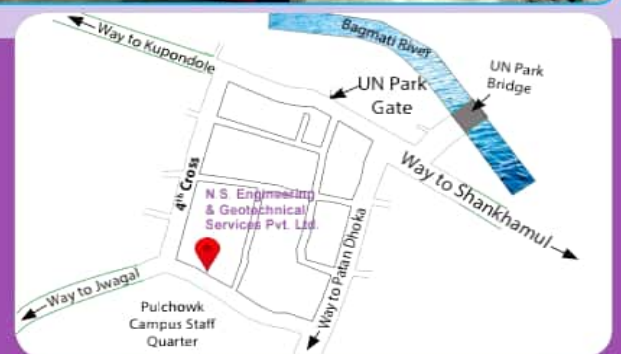 Way to Kupondole
Bagmati River
UN Park
Bridge
UN Park
Gate
Way to Shankhamul
4th Cross
N.S. Engineering
& Geotechnical
Services Pvt. Ltd.
Way to Patan Dhoka
Way to Jwagal
Pulchowk
Campus Staff
Quarter